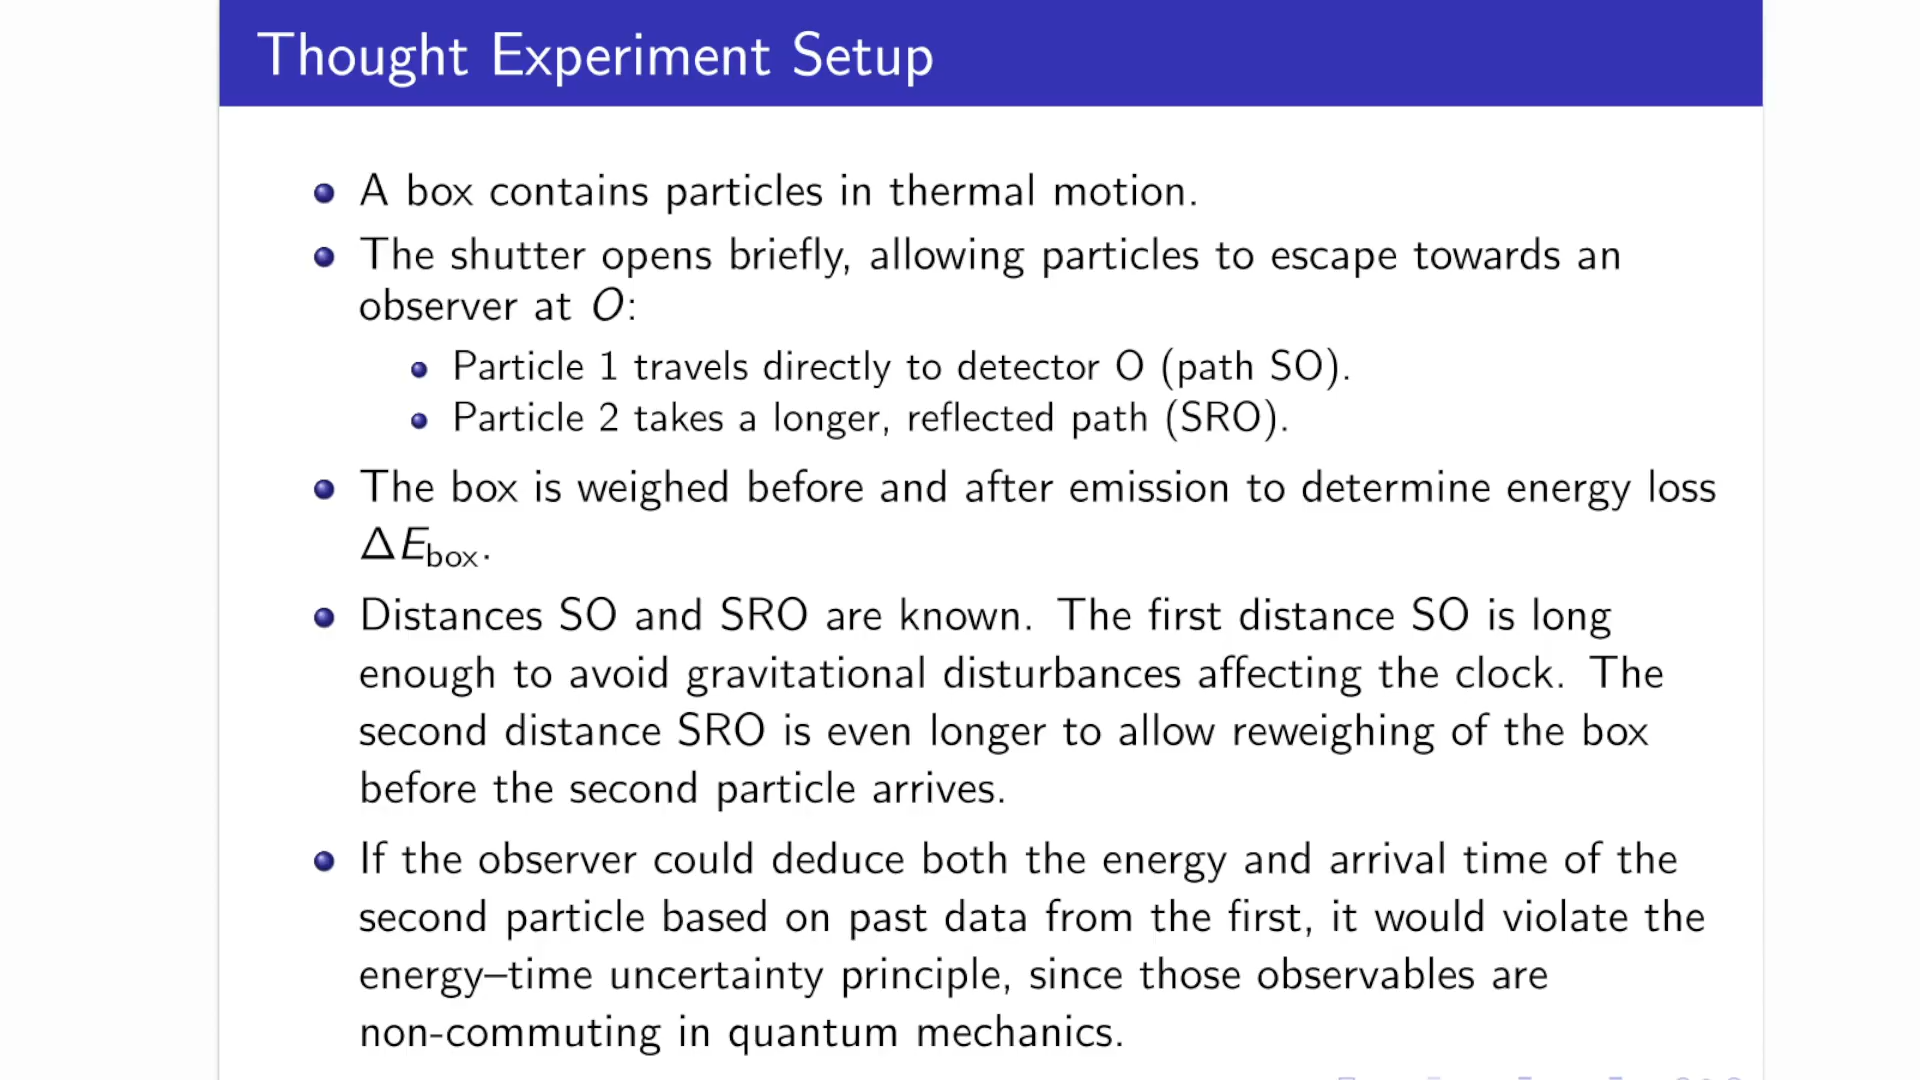 Thought Experiment Setup
A box contains particles in thermal motion.
The shutter opens briefly, allowing particles to escape towards an
observer at O:
Particle 1 travels directly to detector O (path SO).
Particle 2 takes a longer, reflected path (SRO).
The box is weighed before and after emission to determine energy loss
ΔE_box.
Distances SO and SRO are known. The first distance SO is long
enough to avoid gravitational disturbances affecting the clock. The
second distance SRO is even longer to allow reweighing of the box
before the second particle arrives.
If the observer could deduce both the energy and arrival time of the
second particle based on past data from the first, it would violate the
energy–time uncertainty principle, since those observables are
non-commuting in quantum mechanics.